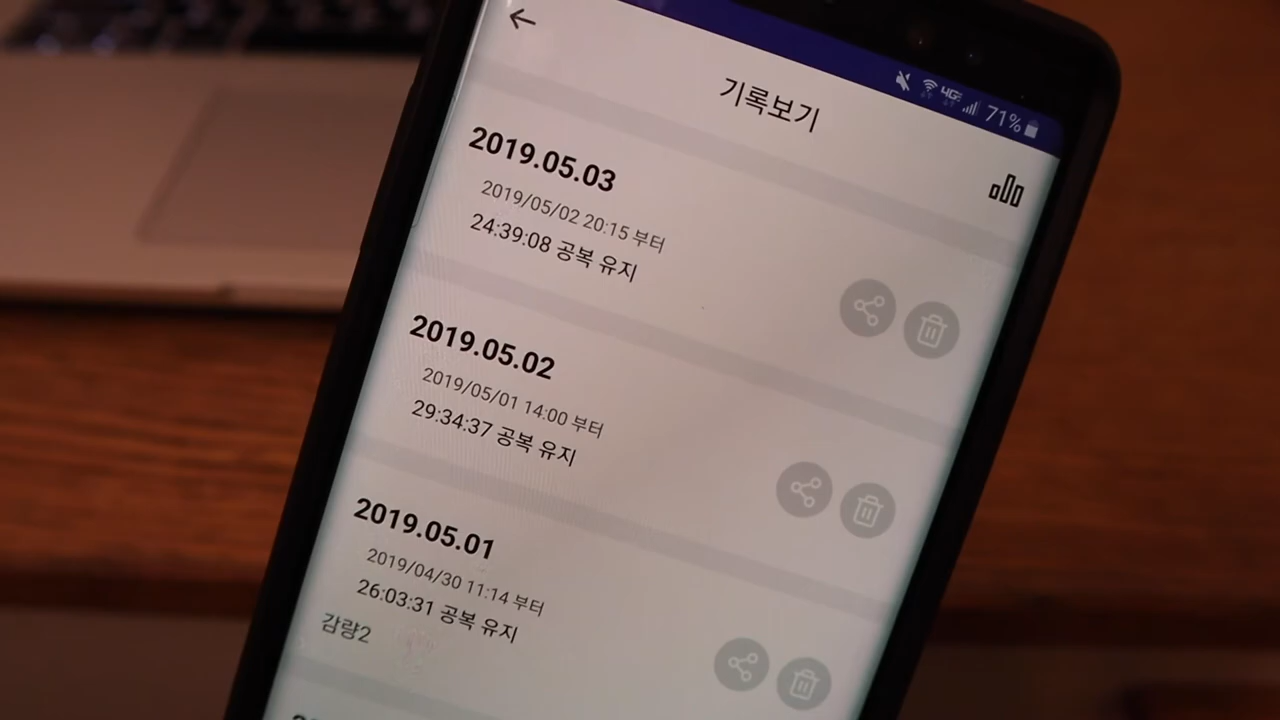 4GE 71%
기록보기
2019.05.03
2019/05/02 20:15 부터
24:39:08 공복 유지
2019.05.02
2019/05/01 14:00 부터
29:34:37 공복 유지
2019.05.01
2019/04/30 11:14 부터
26:03:31 공복 유지
감량2